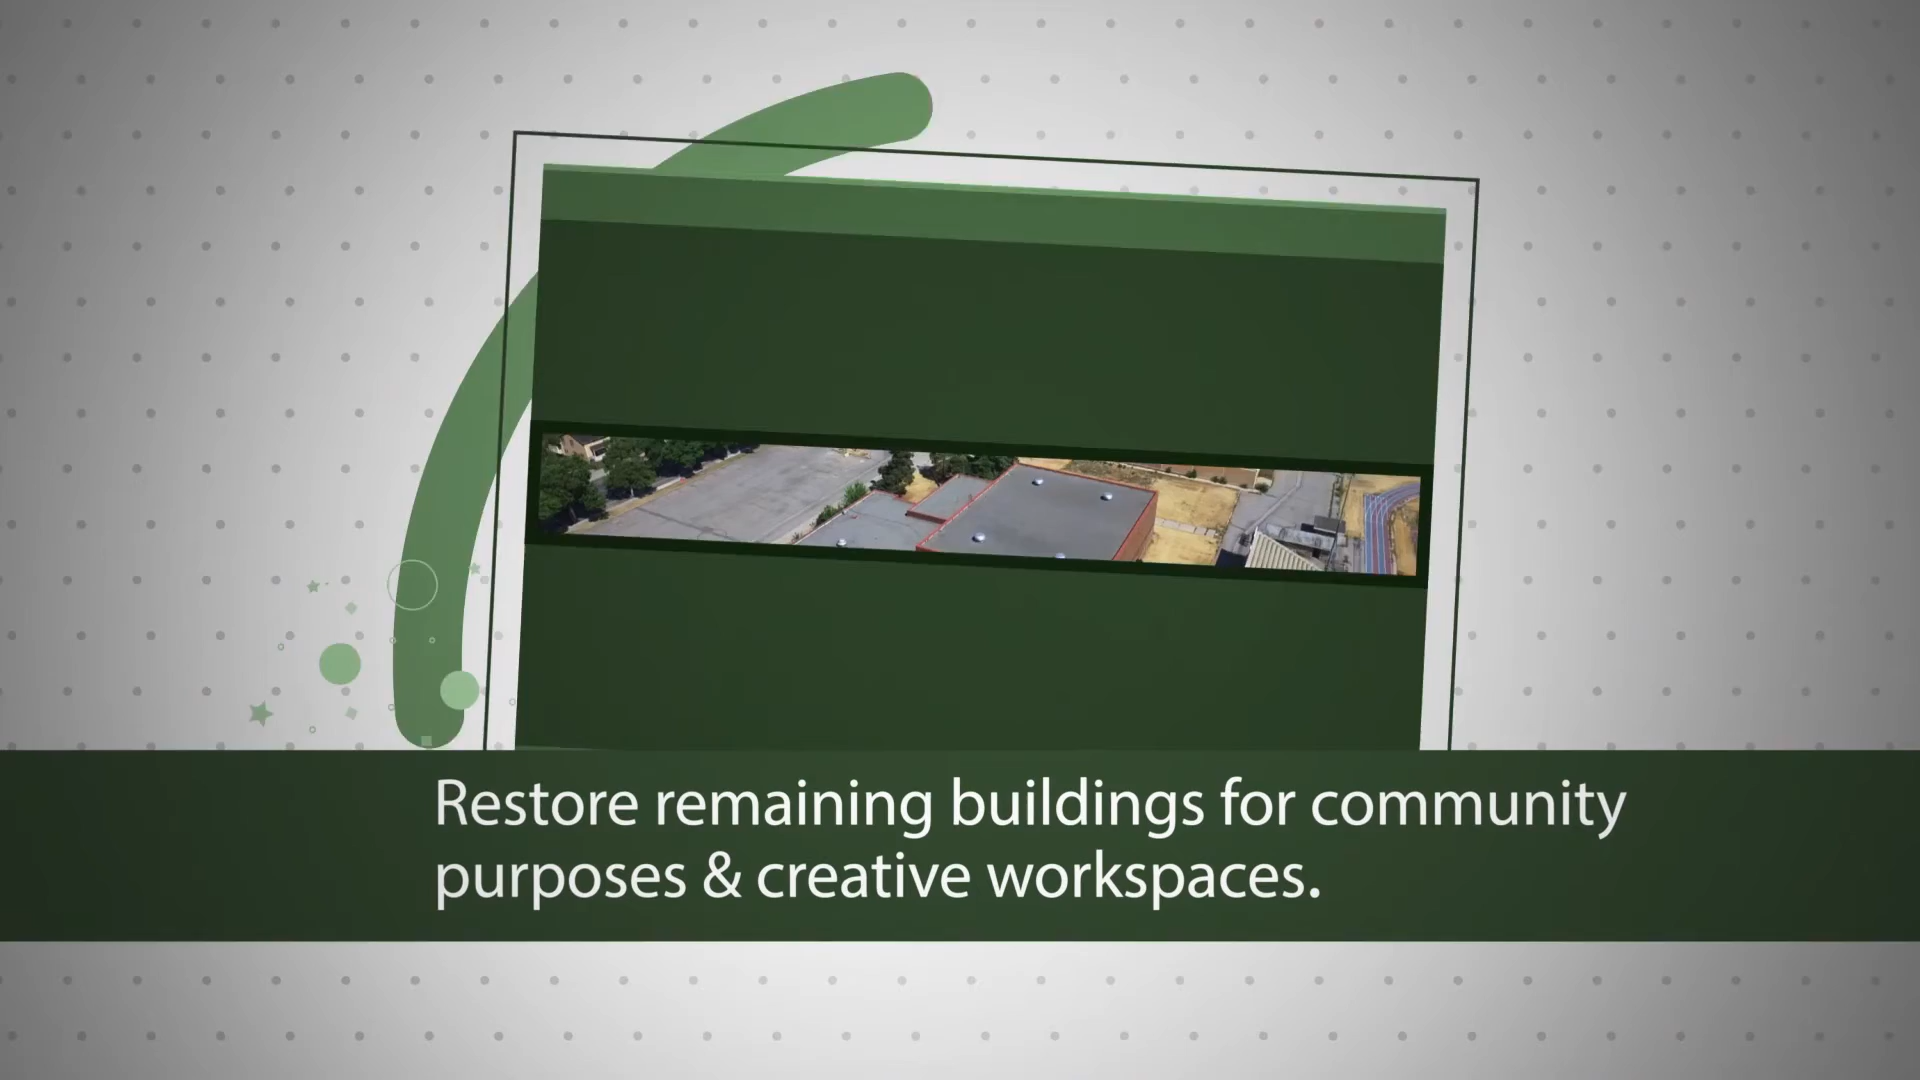 Restore remaining buildings for community
purposes & creative workspaces.